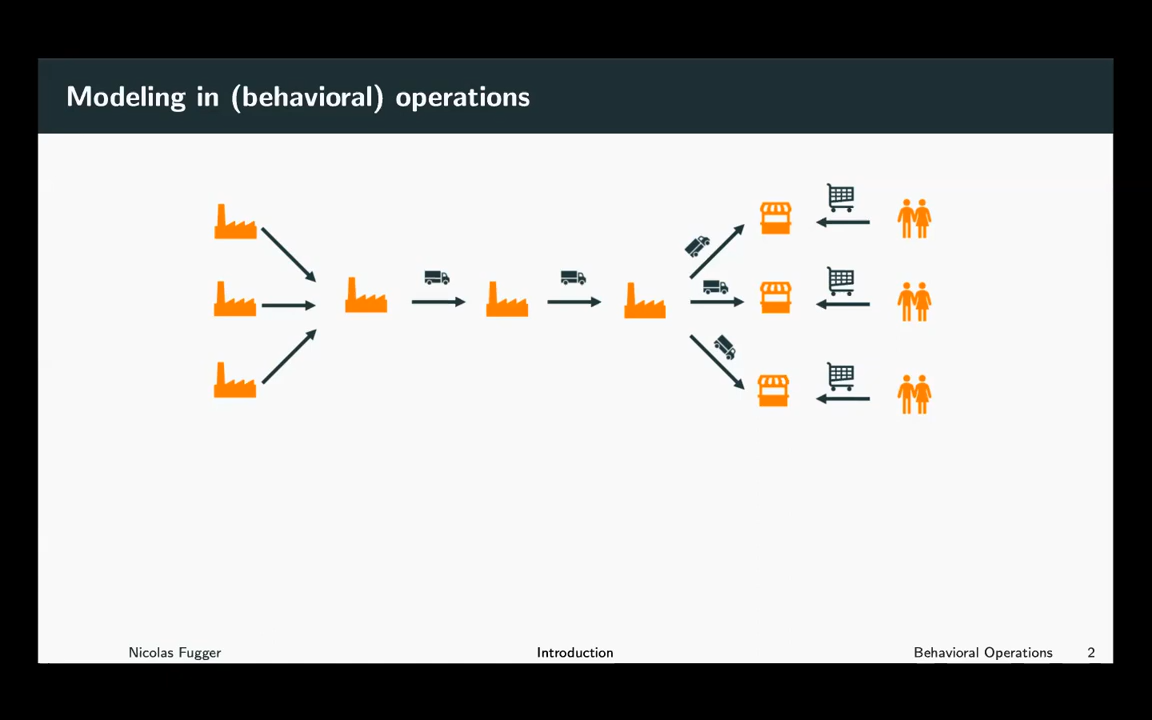 Modeling in (behavioral) operations
Nicolas Fugger
Introduction
Behavioral Operations
2